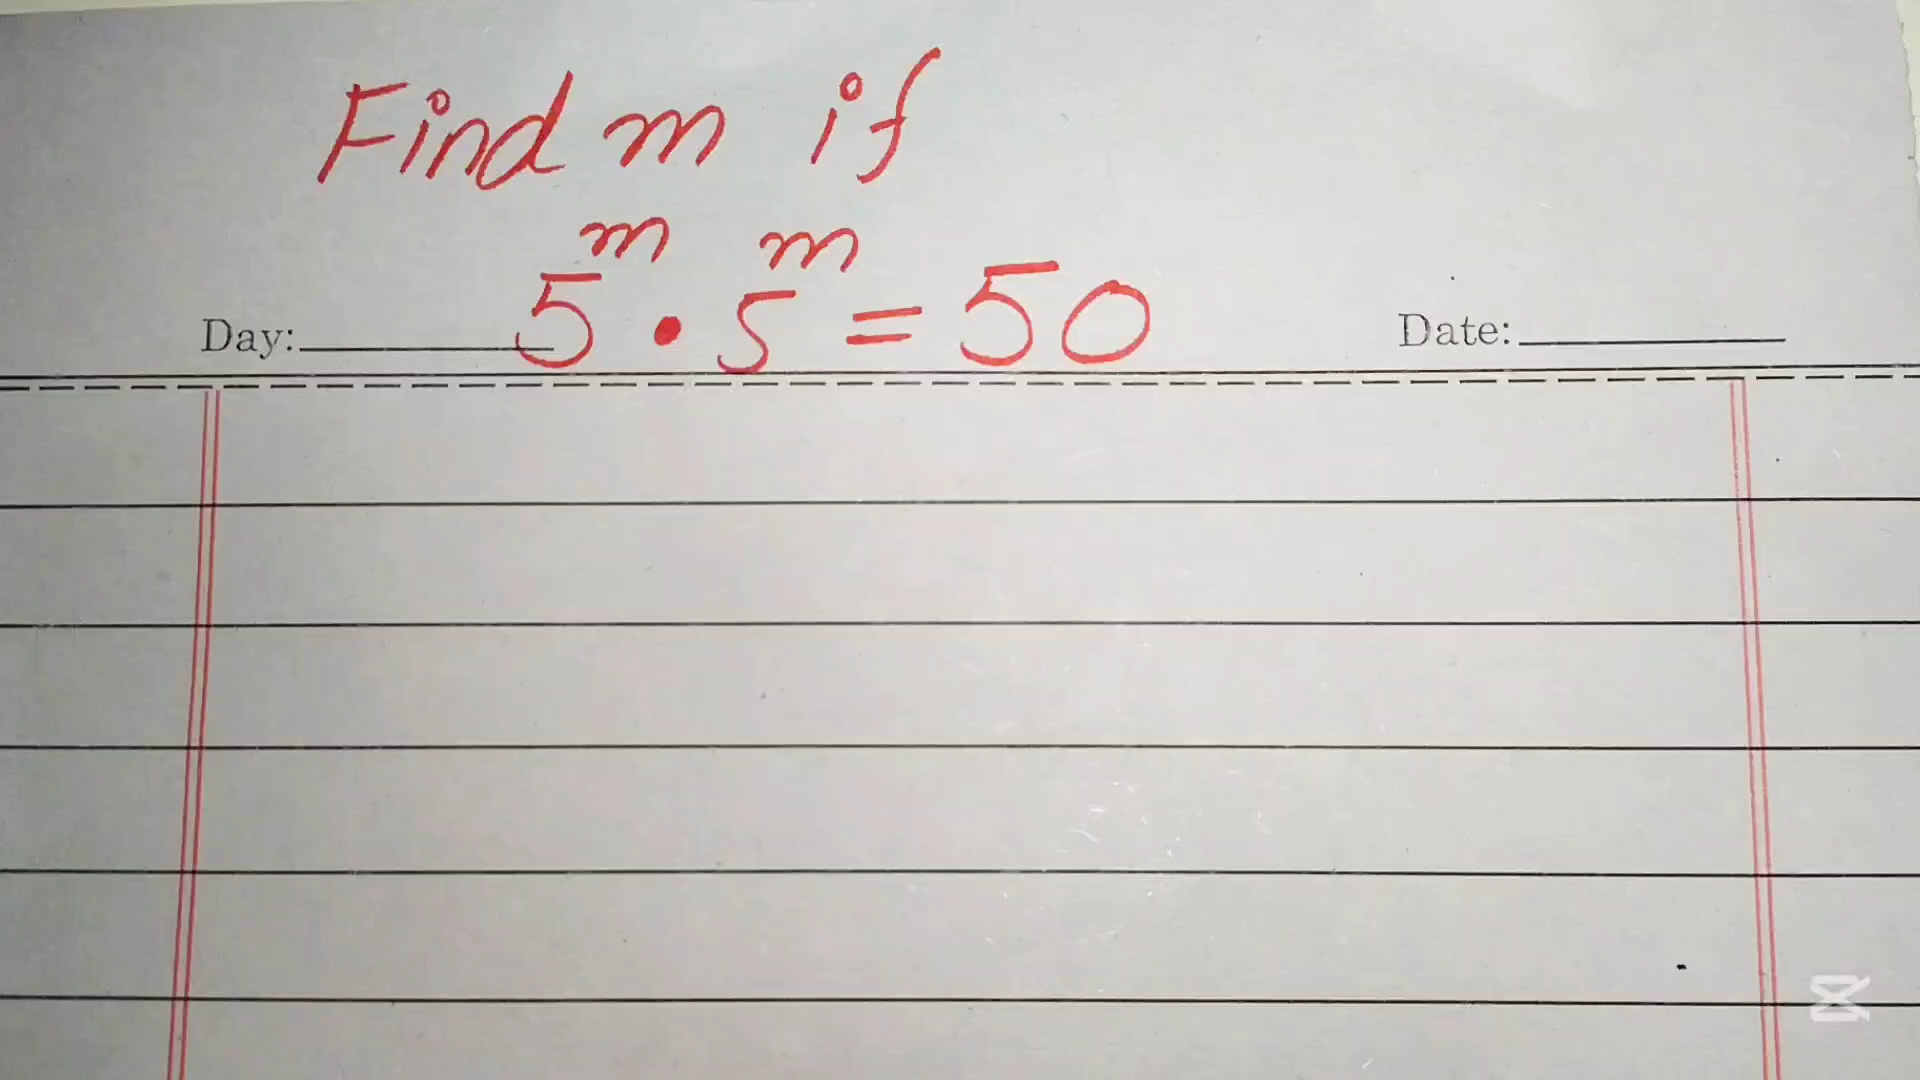 Find m if
5^m • 5^m = 50
Day: Date: